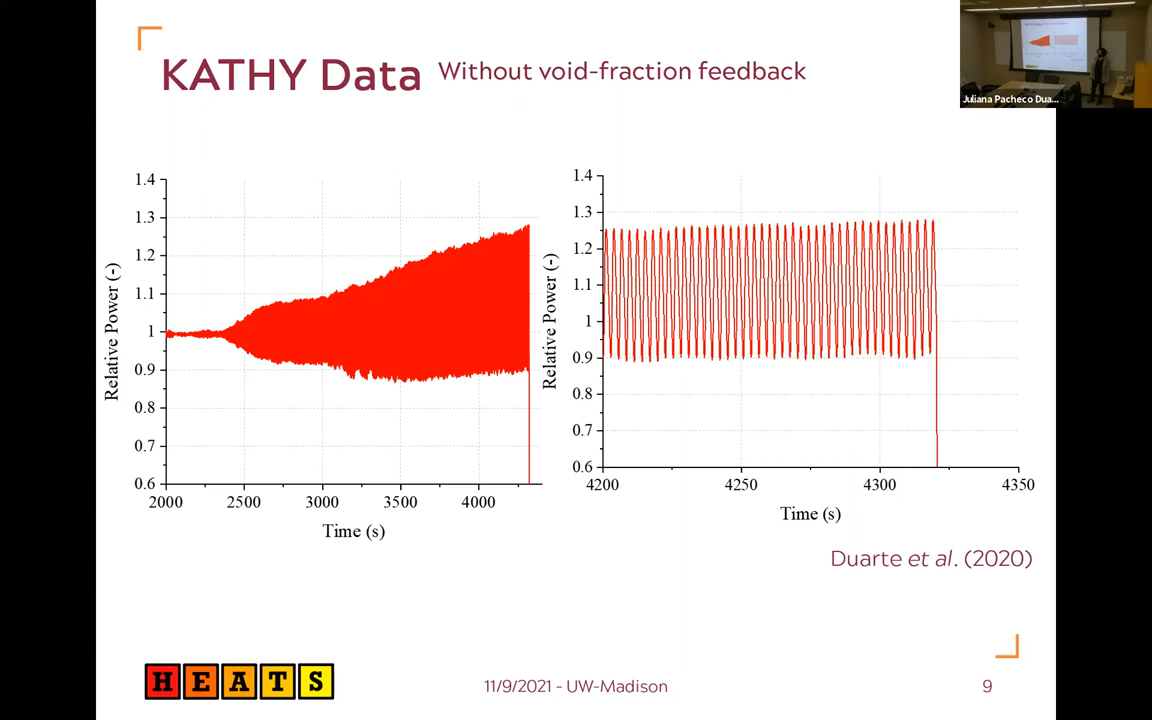 KATHY Data Without void-fraction feedback
Juliana Pacheco Dua...
1.4
1.3
1.2
1.1
1
0.9
0.8
0.7
0.6
Relative Power (-)
2000 2500 3000 3500 4000
Time (s)
1.4
1.3
1.2
1.1
1
0.9
0.8
0.7
0.6
Relative Power (-)
4200 4250 4300 4350
Time (s)
Duarte et al. (2020)
HEATS
11/9/2021 - UW-Madison
9